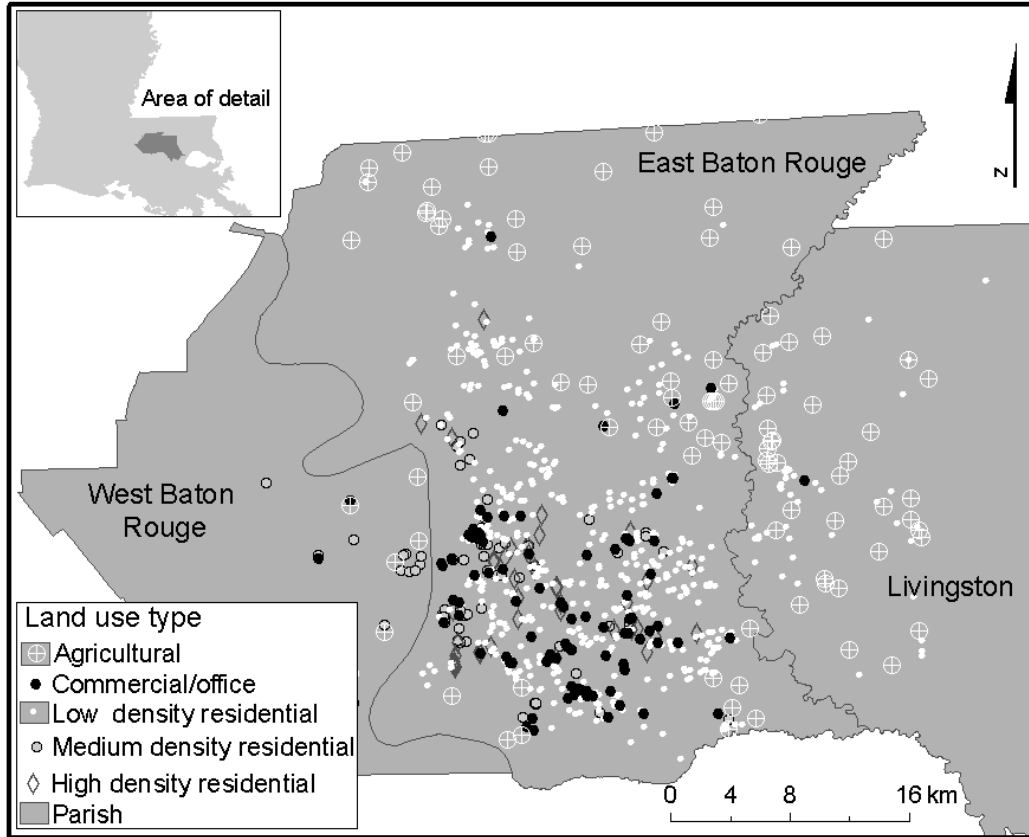 Area of detail
East Baton Rouge
N
West Baton
Rouge
Livingston
Land use type
Agricultural
Commercial/office
Low density residential
Medium density residential
High density residential
Parish
0 4 8 16 km